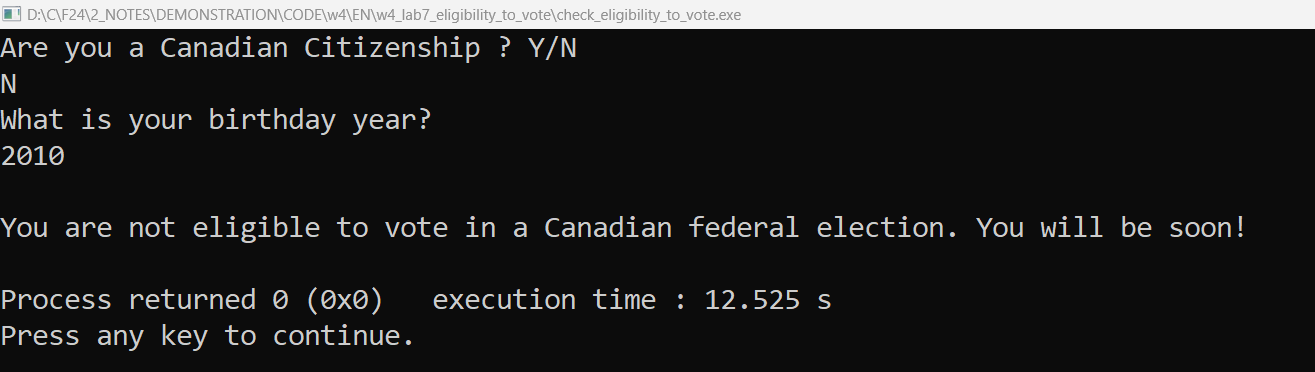 D:\C\F24\2_NOTES\DEMONSTRATION\CODE\w4\EN\w4_lab7_eligibility_to_vote\check_eligibility_to_vote.exe
Are you a Canadian Citizenship ? Y/N
N
What is your birthday year?
2010
You are not eligible to vote in a Canadian federal election. You will be soon!
Process returned 0 (0x0)   execution time : 12.525 s
Press any key to continue.